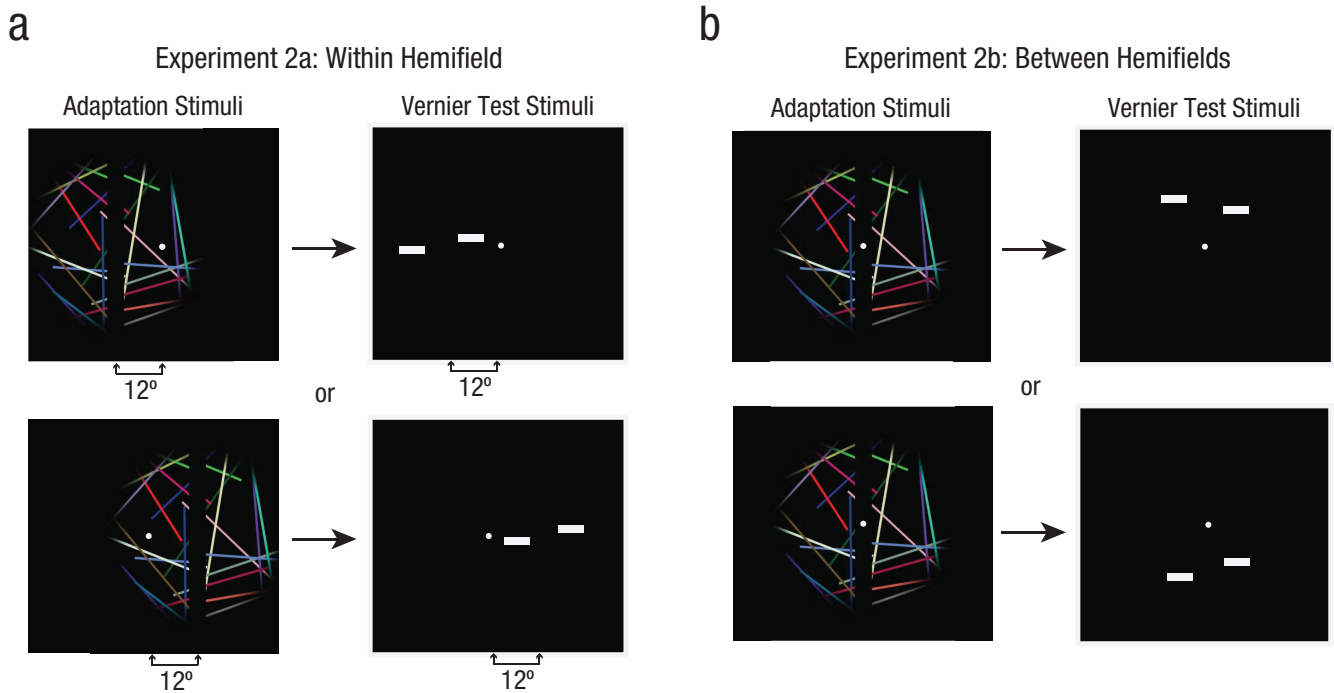 a
Experiment 2a: Within Hemifield
Adaptation Stimuli
Vernier Test Stimuli
12º
12º
or
12º
12º
b
Experiment 2b: Between Hemifields
Adaptation Stimuli
Vernier Test Stimuli
or